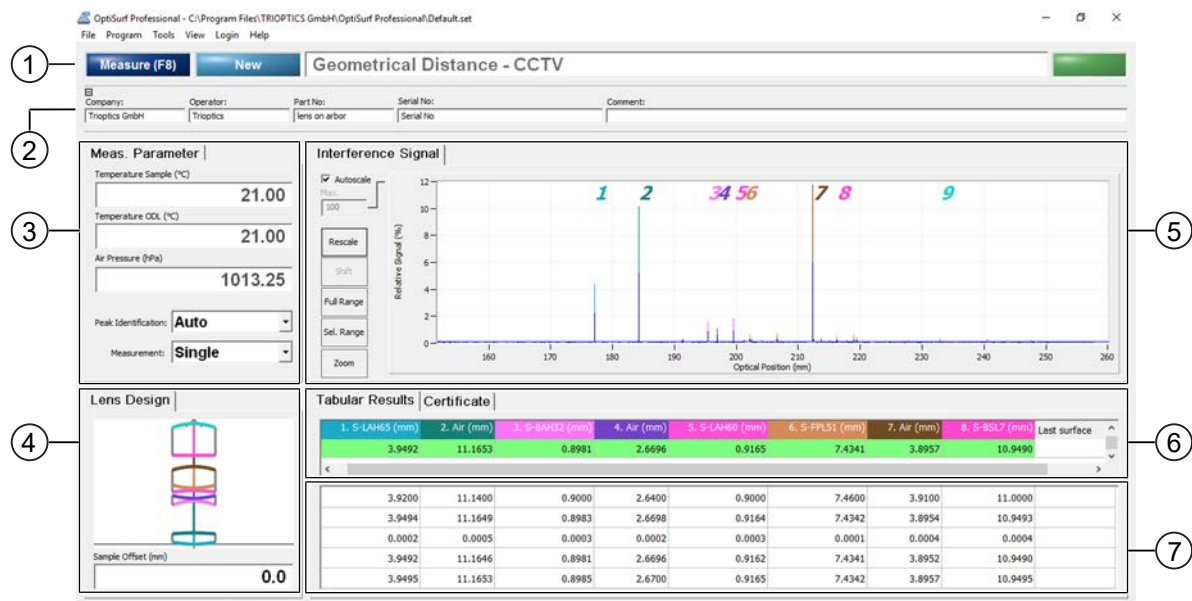 OptiSurf Professional - C:\Program Files\TRIOPTICS GmbH\OptiSurf Professional\Default.set
File Program Tools View Login Help
1 Measure (F8) New Geometrical Distance - CCTV
Company: Operator: Part No: Serial No: Comment:
Trioptics GmbH Trioptics lens on arbor Serial No
2
Meas. Parameter
Temperature Sample (°C)
21.00
Temperature ODL (°C)
21.00
Air Pressure (hPa)
1013.25
Peak Identification: Auto
Measurement: Single
3
Interference Signal
Autoscale
Max.
100
Rescale
Shift
Full Range
Sel. Range
Zoom
Relative Signal (%)
12
10
8
6
4
2
0
1 2 3 4 5 6 7 8 9
160 170 180 190 200 210 220 230 240 250 260
Optical Position (mm)
5
Lens Design
4
Sample Offset (mm)
0.0
Tabular Results Certificate
1. S-LAH65 (mm) 2. Air (mm) 3. S-BAH32 (mm) 4. Air (mm) 5. S-LAH60 (mm) 6. S-FPL51 (mm) 7. Air (mm) 8. S-BSL7 (mm) Last surface
3.9492 11.1653 0.8981 2.6696 0.9165 7.4341 3.8957 10.9490
6
3.9200 11.1400 0.9000 2.6400 0.9000 7.4600 3.9100 11.0000
3.9494 11.1649 0.8983 2.6698 0.9164 7.4342 3.8954 10.9493
0.0002 0.0005 0.0003 0.0002 0.0003 0.0001 0.0004 0.0004
3.9492 11.1646 0.8981 2.6696 0.9162 7.4341 3.8952 10.9490
3.9495 11.1653 0.8985 2.6700 0.9165 7.4342 3.8957 10.9495
7